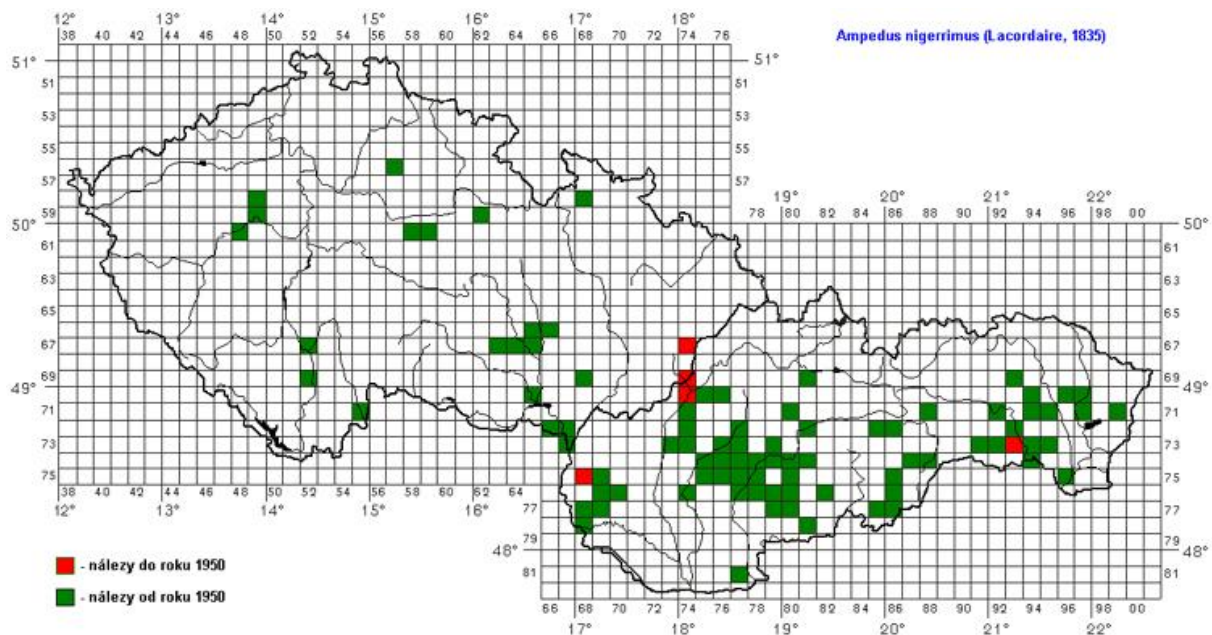 12° 13° 14° 15° 16° 17° 18°
38 40 42 44 46 48 50 52 54 56 58 60 62 64 66 68 70 72 74 76
Ampedus nigerrimus (Lacordaire, 1835)
51° 51°
51 51
53 53
55 55
57 57
19° 20° 21° 22°
78 80 82 84 86 88 90 92 94 96 98 00
59
50° 50°
61 61
63 63
65 65
67 67
69 69
49° 49°
71 71
73 73
75 75
38 40 42 44 46 48 50 52 54 56 58 60 62 64
12° 13° 14° 15° 16°
77 77
79 79
48° 48°
81 81
- nálezy do roku 1950
- nálezy od roku 1950
66 68 70 72 74 76 78 80 82 84 86 88 90 92 94 96 98 00
17° 18° 19° 20° 21° 22°